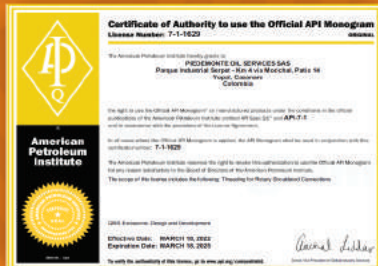 Certificate of Authority to use the Official API Monogram
License Number: 7-1-1629
ORIGINAL
The American Petroleum Institute hereby grants to
PIEDEMONTE OIL SERVICES SAS
Parque Industrial Serpet - Km 4 via Morichal, Patio 14
Yopal, Casanare
Colombia
the right to use the Official API Monogram® on manufactured products under the conditions in the official
publications of the American Petroleum Institute entitled API Spec Q1® and API-7-1
and in accordance with the provisions of the License Agreement.
In all cases where the Official API Monogram is applied, the API Monogram shall be used in conjunction with this
certification number: 7-1-1629
The American Petroleum Institute reserves the right to revoke this authorization to use the Official API Monogram
for any reason satisfactory to the Board of Directors of the American Petroleum Institute.
The scope of this license includes the following: Threading for Rotary Shouldered Connections
QMS Exclusions: Design and Development
Effective Date: MARCH 18, 2022
Expiration Date: MARCH 18, 2025
To verify the authenticity of this license, go to www.api.org/compositelist.
API
Q
American
Petroleum
Institute